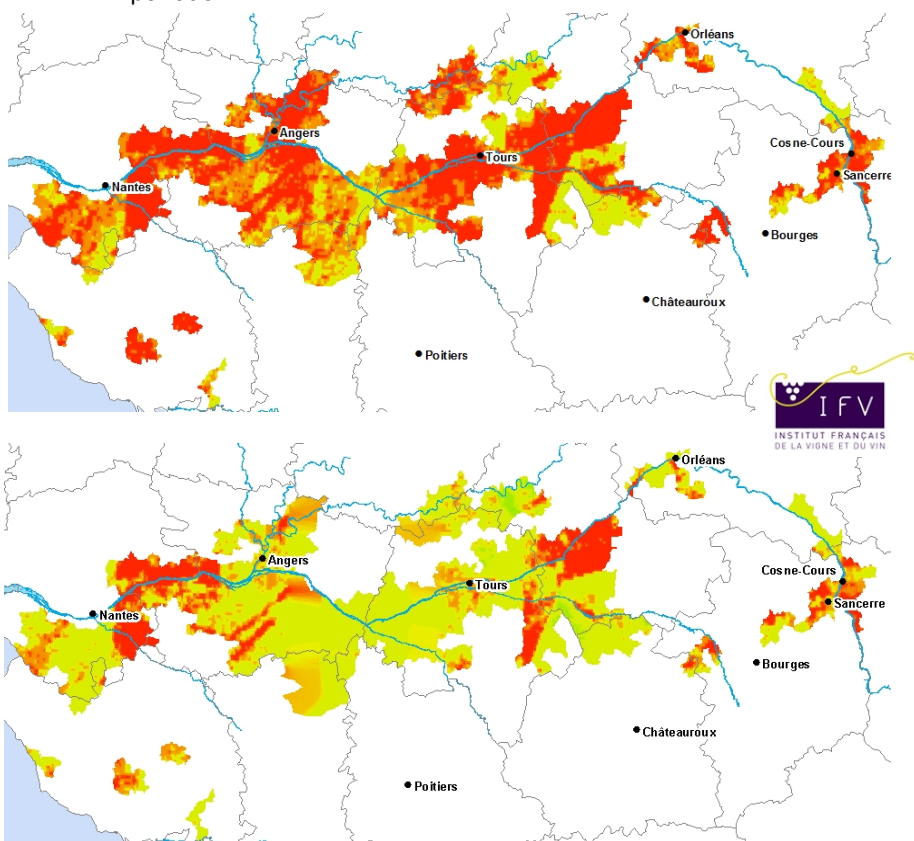 Orléans
Angers
Cosne-Cours
Tours
Sancerre
Nantes
Bourges
Châteauroux
Poitiers
IFV
INSTITUT FRANÇAIS
DE LA VIGNE ET DU VIN
Orléans
Angers
Cosne-Cours
Tours
Sancerre
Nantes
Bourges
Châteauroux
Poitiers